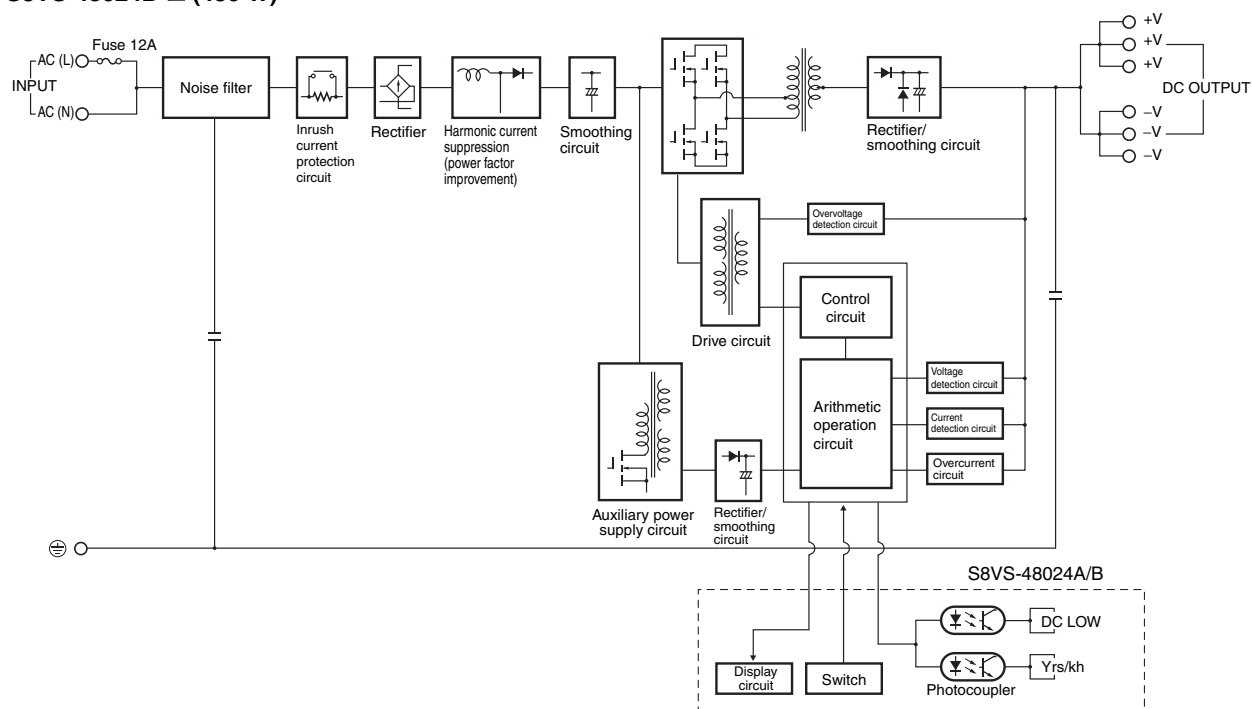 Fuse 12A
AC (L)
INPUT
AC (N)
Noise filter
Inrush
current
protection
circuit
Rectifier
Harmonic current
suppression
(power factor
improvement)
Smoothing
circuit
Rectifier/
smoothing circuit
+V
+V
+V
DC OUTPUT
–V
–V
–V
Overvoltage
detection circuit
Drive circuit
Control
circuit
Arithmetic
operation
circuit
Voltage
detection circuit
Current
detection circuit
Overcurrent
circuit
Auxiliary power
supply circuit
Rectifier/
smoothing
circuit
S8VS-48024A/B
DC LOW
Yrs/kh
Display
circuit
Switch
Photocoupler